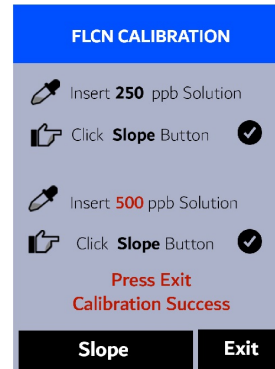 FLCN CALIBRATION
Insert 250 ppb Solution
Click Slope Button
Insert 500 ppb Solution
Click Slope Button
Press Exit
Calibration Success
Slope Exit